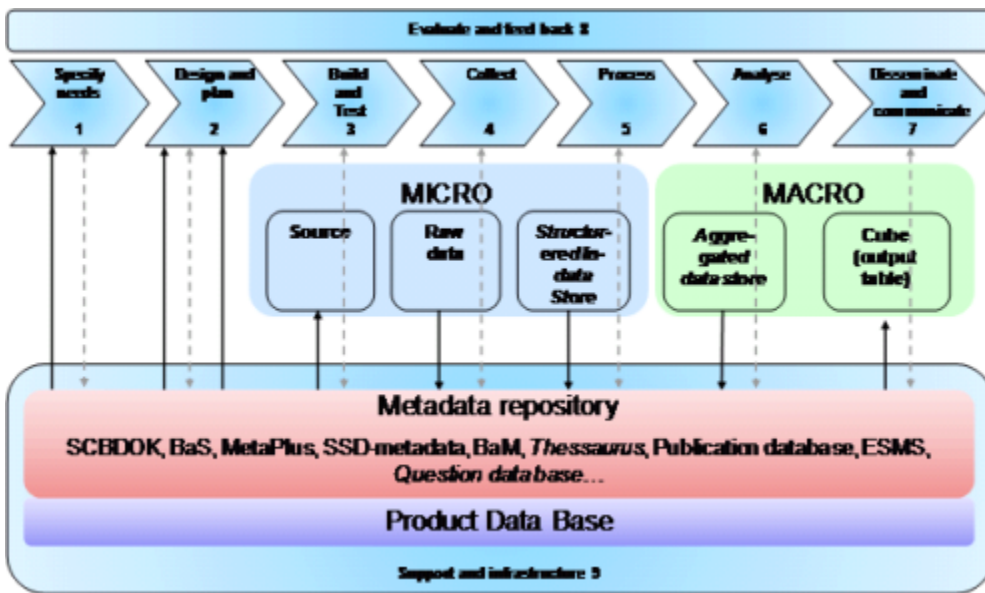 Evaluate and feed back 8
Specify
needs
1
Design and
plan
2
Build
and
Test
3
Collect
4
Process
5
Analyse
6
Disseminate
and
communicate
7
MICRO
Source
Raw
data
Structur-
ered in-
data
Store
MACRO
Aggre-
gated
data store
Cube
(output
table)
Metadata repository
SCBDOK, BaS, MetaPlus, SSD-metadata, BaM, Thessaurus, Publication database, ESMS,
Question database...
Product Data Base
Support and infrastructure 9